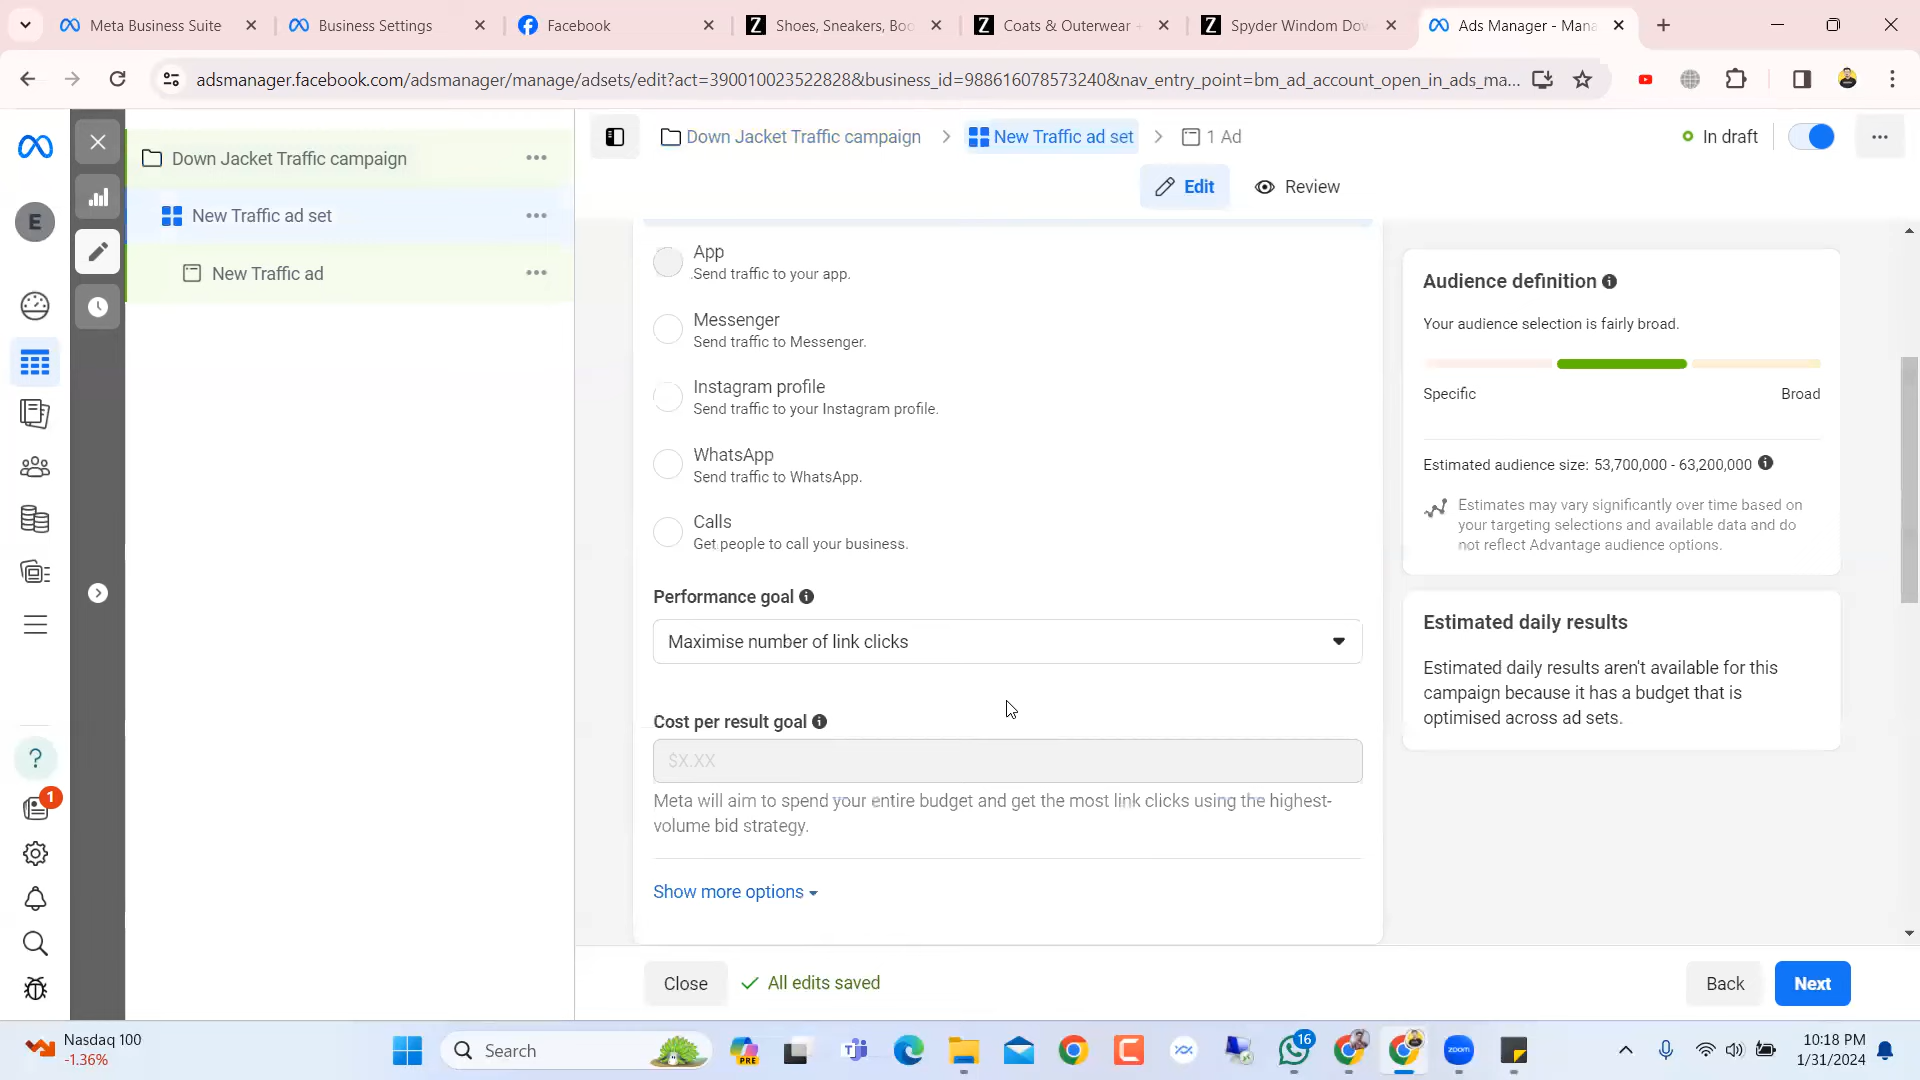 Meta Business Suite
Business Settings
Facebook
Shoes, Sneakers, Boo
Coats & Outerwear +
Spyder Windom Dow
Ads Manager - Mana
adsmanager.facebook.com/adsmanager/manage/adsets/edit?act=390010023522828&business_id=988616078573240&nav_entry_point=bm_ad_account_open_in_ads_ma...
Down Jacket Traffic campaign
New Traffic ad set
New Traffic ad
E
Down Jacket Traffic campaign
New Traffic ad set
1 Ad
In draft
Edit
Review
App
Send traffic to your app.
Messenger
Send traffic to Messenger.
Instagram profile
Send traffic to your Instagram profile.
WhatsApp
Send traffic to WhatsApp.
Calls
Get people to call your business.
Performance goal
Maximise number of link clicks
Cost per result goal
$X.XX
Meta will aim to spend your entire budget and get the most link clicks using the highest-
volume bid strategy.
Show more options
Audience definition
Your audience selection is fairly broad.
Specific
Broad
Estimated audience size: 53,700,000 - 63,200,000
Estimates may vary significantly over time based on
your targeting selections and available data and do
not reflect Advantage audience options.
Estimated daily results
Estimated daily results aren't available for this
campaign because it has a budget that is
optimised across ad sets.
1
Close
All edits saved
Back
Next
Nasdaq 100
-1.36%
Search
PRE
16
zoom
10:18 PM
1/31/2024